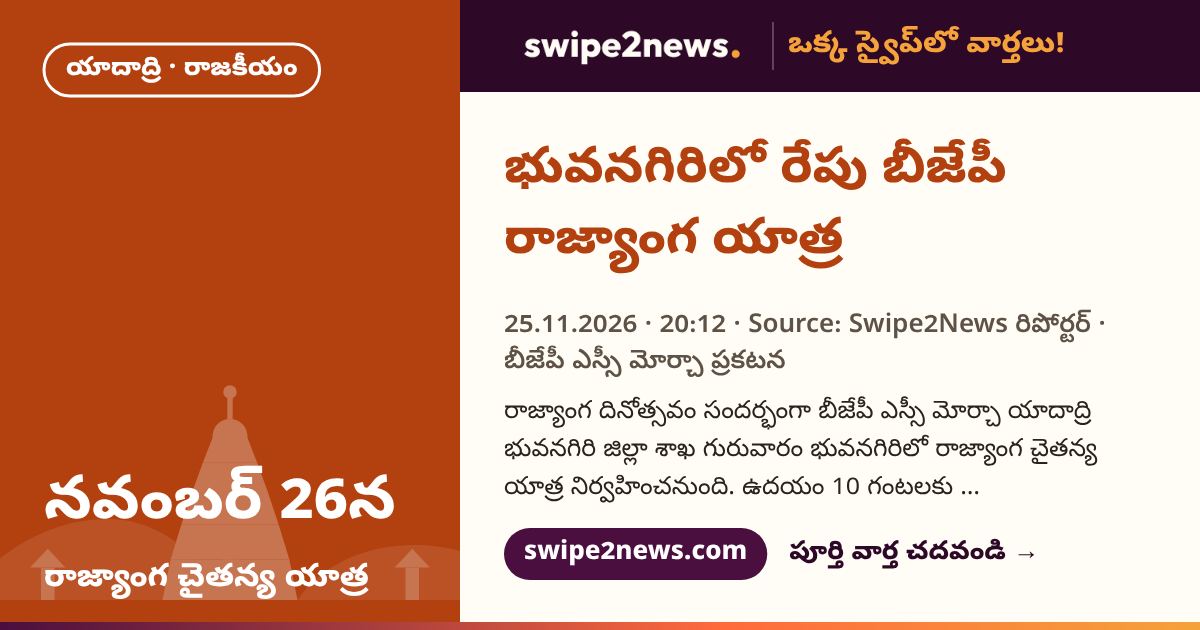 యాదాద్రి · రాజకీయం
నవంబర్ 26న
రాజ్యాంగ చైతన్య యాత్ర
swipe2news.
ఒక్క స్వైప్‌లో వార్తలు!
భువనగిరిలో రేపు బీజేపీ
రాజ్యాంగ యాత్ర
25.11.2026 · 20:12 · Source: Swipe2News రిపోర్టర్ ·
బీజేపీ ఎస్సీ మోర్చా ప్రకటన
రాజ్యాంగ దినోత్సవం సందర్భంగా బీజేపీ ఎస్సీ మోర్చా యాదాద్రి
భువనగిరి జిల్లా శాఖ గురువారం భువనగిరిలో రాజ్యాంగ చైతన్య
యాత్ర నిర్వహించనుంది. ఉదయం 10 గంటలకు ...
swipe2news.com
పూర్తి వార్త చదవండి →